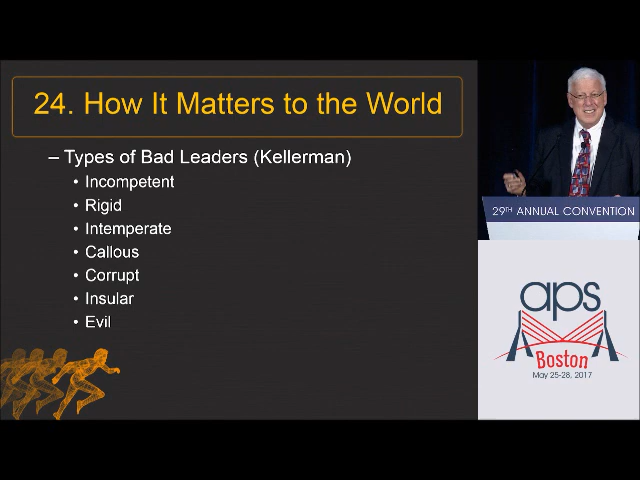 24. How It Matters to the World
– Types of Bad Leaders (Kellerman)
• Incompetent
• Rigid
• Intemperate
• Callous
• Corrupt
• Insular
• Evil
29TH ANNUAL CONVENTION
aps
Boston
May 25-28, 2017